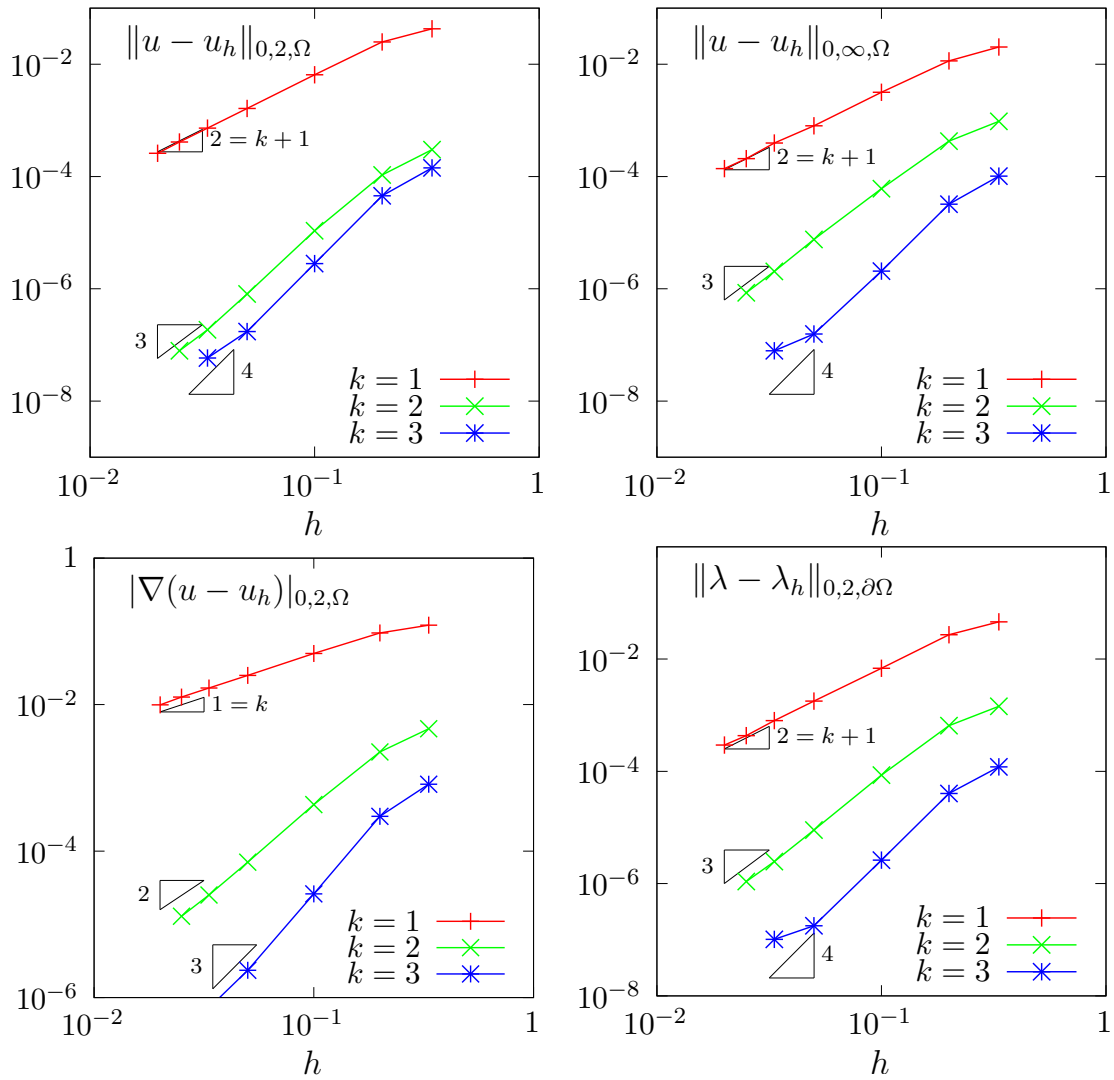 ‖u − u_h‖_{0,2,Ω}
10^{-2}
10^{-4}
10^{-6}
10^{-8}
2 = k + 1
3
4
k = 1
k = 2
k = 3
10^{-2}
10^{-1}
1
h
‖u − u_h‖_{0,∞,Ω}
10^{-2}
10^{-4}
10^{-6}
10^{-8}
2 = k + 1
3
4
k = 1
k = 2
k = 3
10^{-2}
10^{-1}
1
h
1
|∇(u − u_h)|_{0,2,Ω}
10^{-2}
10^{-4}
10^{-6}
1 = k
2
3
k = 1
k = 2
k = 3
10^{-2}
10^{-1}
1
h
‖λ − λ_h‖_{0,2,∂Ω}
10^{-2}
10^{-4}
10^{-6}
10^{-8}
2 = k + 1
3
4
k = 1
k = 2
k = 3
10^{-2}
10^{-1}
1
h